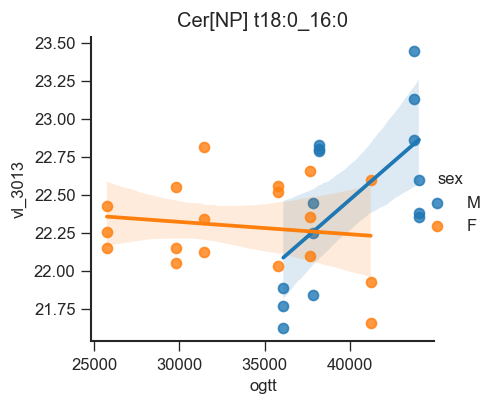 Cer[NP] t18:0_16:0
23.50
23.25
23.00
22.75
22.50
22.25
22.00
21.75
vl_3013
25000 30000 35000 40000
ogtt
sex
M
F